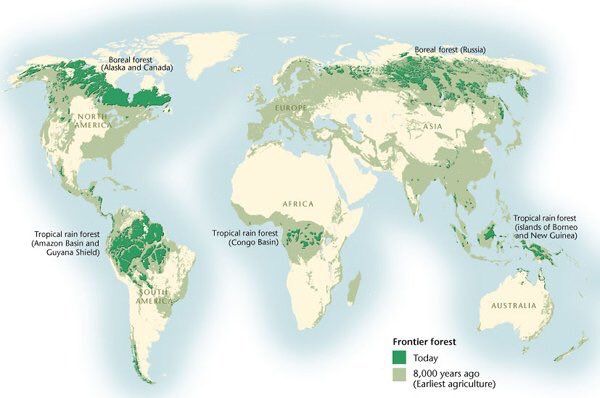 Boreal forest
(Alaska and Canada)
Boreal forest (Russia)
NORTH
AMERICA
EUROPE
ASIA
AFRICA
Tropical rain forest
(Amazon Basin and
Guyana Shield)
Tropical rain forest
(Congo Basin)
Tropical rain forest
(islands of Borneo
and New Guinea)
SOUTH
AMERICA
AUSTRALIA
Frontier forest
Today
8,000 years ago
(Earliest agriculture)